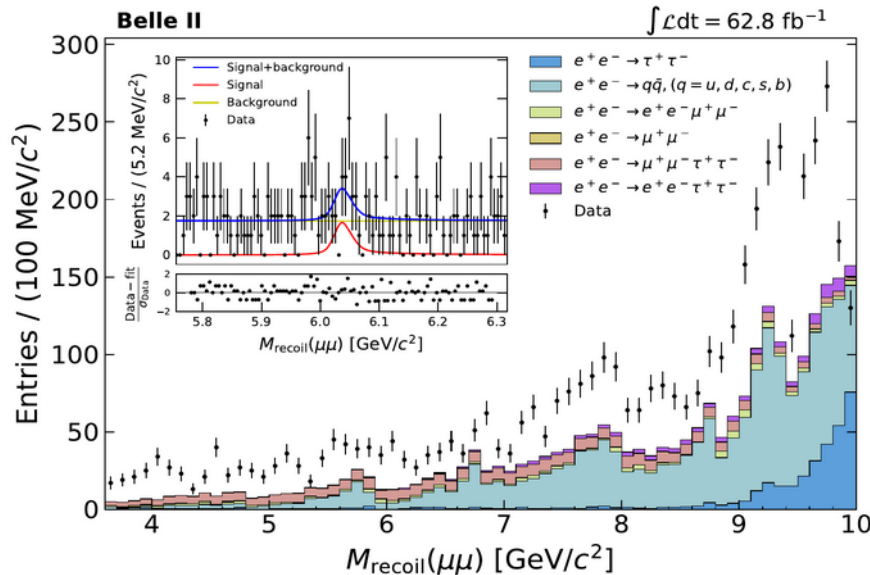 Belle II
∫ℒdt = 62.8 fb⁻¹
Entries / (100 MeV/c²)
300
250
200
150
100
50
0
4
5
6
7
8
9
10
M_recoil(μμ) [GeV/c²]
e⁺e⁻→τ⁺τ⁻
e⁺e⁻→qq̄, (q = u, d, c, s, b)
e⁺e⁻→e⁺e⁻μ⁺μ⁻
e⁺e⁻→μ⁺μ⁻
e⁺e⁻→μ⁺μ⁻τ⁺τ⁻
e⁺e⁻→e⁺e⁻τ⁺τ⁻
Data
Events / (5.2 MeV/c²)
10
8
6
4
2
0
Signal+background
Signal
Background
Data
Data − fit
σ_Data
2
0
−2
5.8
5.9
6.0
6.1
6.2
6.3
M_recoil(μμ) [GeV/c²]